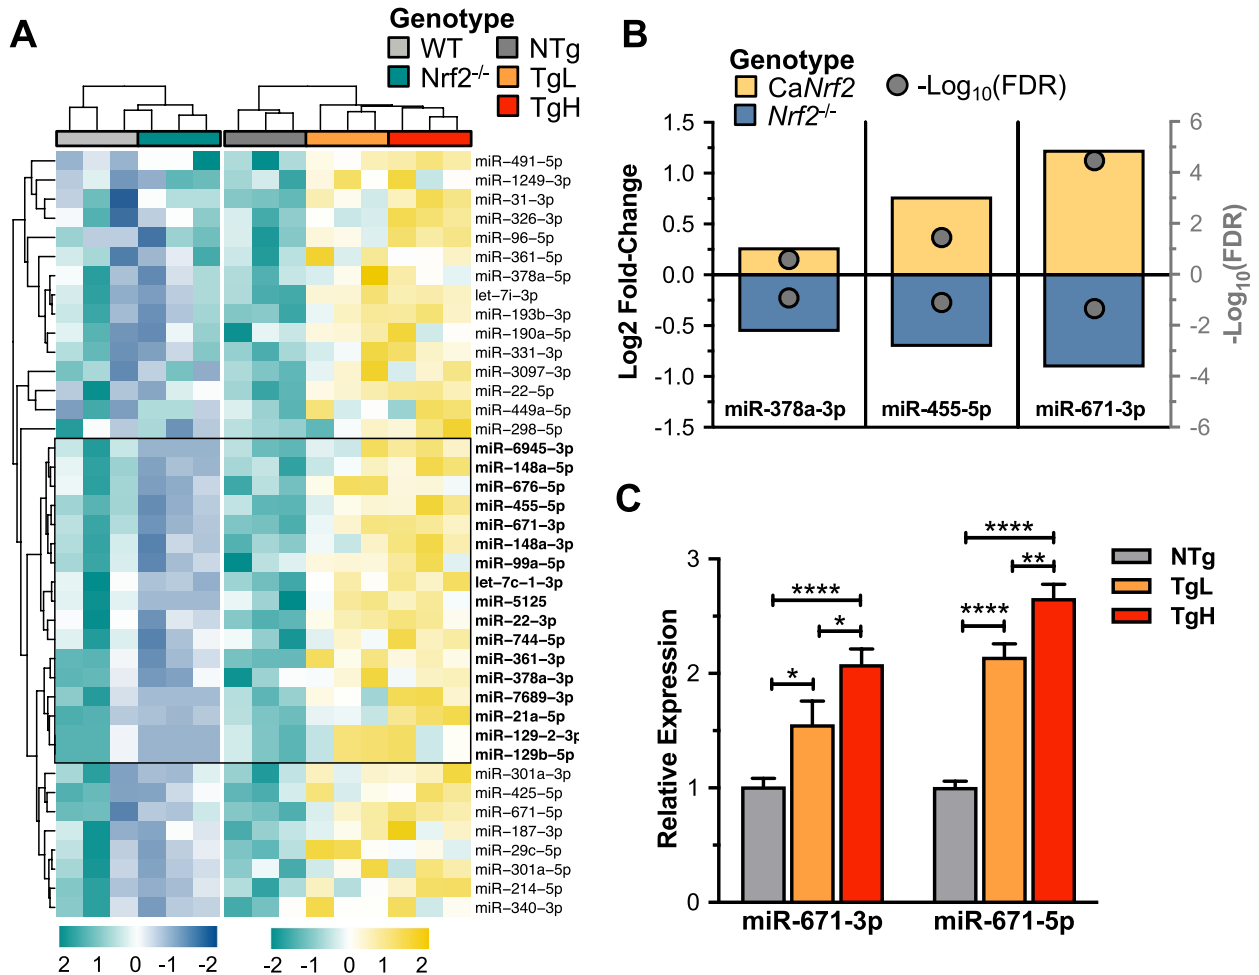 A
Genotype
WT
NTg
Nrf2-/-
TgL
TgH
miR-491-5p
miR-1249-3p
miR-31-3p
miR-326-3p
miR-96-5p
miR-361-5p
miR-378a-5p
let-7i-3p
miR-193b-3p
miR-190a-5p
miR-331-3p
miR-3097-3p
miR-22-5p
miR-449a-5p
miR-298-5p
miR-6945-3p
miR-148a-5p
miR-676-5p
miR-455-5p
miR-671-3p
miR-148a-3p
miR-99a-5p
let-7c-1-3p
miR-5125
miR-22-3p
miR-744-5p
miR-361-3p
miR-378a-3p
miR-7689-3p
miR-21a-5p
miR-129-2-3p
miR-129b-5p
miR-301a-3p
miR-425-5p
miR-671-5p
miR-187-3p
miR-29c-5p
miR-301a-5p
miR-214-5p
miR-340-3p
2 1 0 -1 -2
-2 -1 0 1 2
B
Genotype
CaNrf2
Nrf2-/-
-Log10(FDR)
Log2 Fold-Change
1.5
1.0
0.5
0.0
-0.5
-1.0
-1.5
miR-378a-3p
miR-455-5p
miR-671-3p
6
4
2
0
-2
-4
-6
-Log10(FDR)
C
Relative Expression
3
2
1
0
*
****
*
****
****
**
miR-671-3p
miR-671-5p
NTg
TgL
TgH